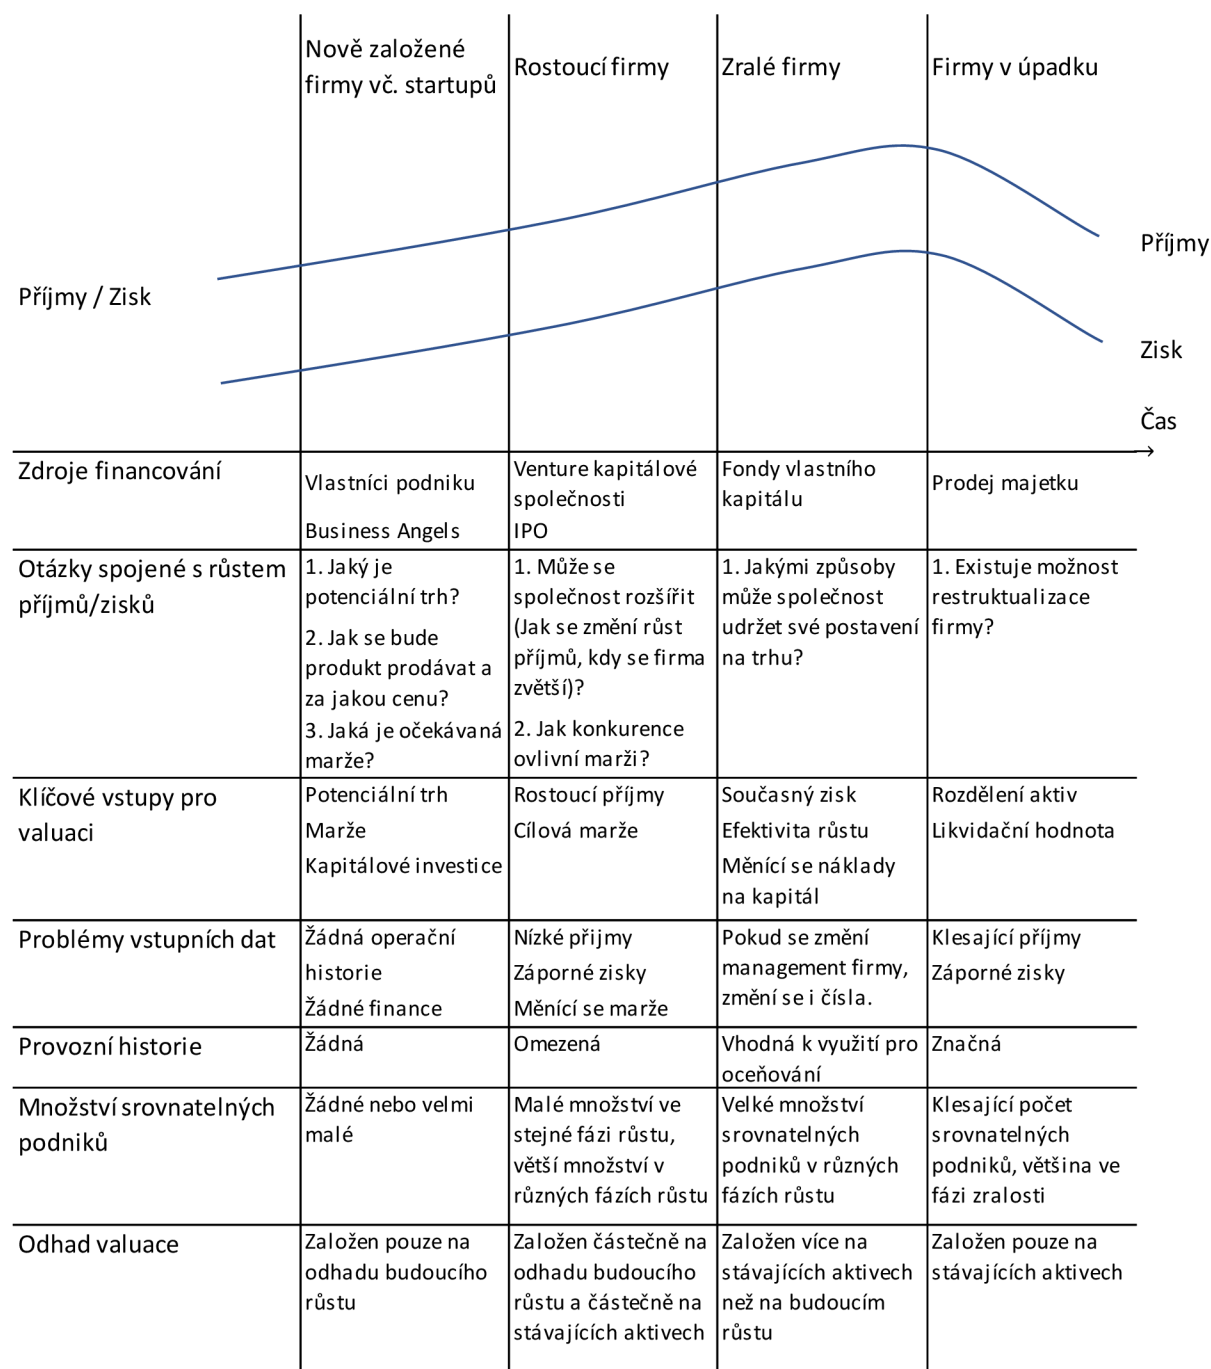 Nově založené
firmy vč. startupů
Rostoucí firmy
Zralé firmy
Firmy v úpadku
Příjmy / Zisk
Příjmy
Zisk
Čas
Zdroje financování
Vlastníci podniku
Business Angels
Venture kapitálové
společnosti
IPO
Fondy vlastního
kapitálu
Prodej majetku
Otázky spojené s růstem
příjmů/zisků
1. Jaký je
potenciální trh?
2. Jak se bude
produkt prodávat a
za jakou cenu?
3. Jaká je očekávaná
marže?
1. Může se
společnost rozšířit
(Jak se změní růst
příjmů, kdy se firma
zvětší)?
2. Jak konkurence
ovlivní marži?
1. Jakými způsoby
může společnost
udržet své postavení
na trhu?
1. Existuje možnost
restruktualizace
firmy?
Klíčové vstupy pro
valuaci
Potenciální trh
Marže
Kapitálové investice
Rostoucí příjmy
Cílová marže
Současný zisk
Efektivita růstu
Měnící se náklady
na kapitál
Rozdělení aktiv
Likvidační hodnota
Problémy vstupních dat
Žádná operační
historie
Žádné finance
Nízké přijmy
Záporné zisky
Měnící se marže
Pokud se změní
management firmy,
změní se i čísla.
Klesající příjmy
Záporné zisky
Provozní historie
Žádná
Omezená
Vhodná k využití pro
oceňování
Značná
Množství srovnatelných
podniků
Žádné nebo velmi
malé
Malé množství ve
stejné fázi růstu,
větší množství v
různých fázích růstu
Velké množství
srovnatelných
podniků v různých
fázích růstu
Klesající počet
srovnatelných
podniků, většina ve
fázi zralosti
Odhad valuace
Založen pouze na
odhadu budoucího
růstu
Založen částečně na
odhadu budoucího
růstu a částečně na
stávajících aktivech
Založen více na
stávajících aktivech
než na budoucím
růstu
Založen pouze na
stávajících aktivech